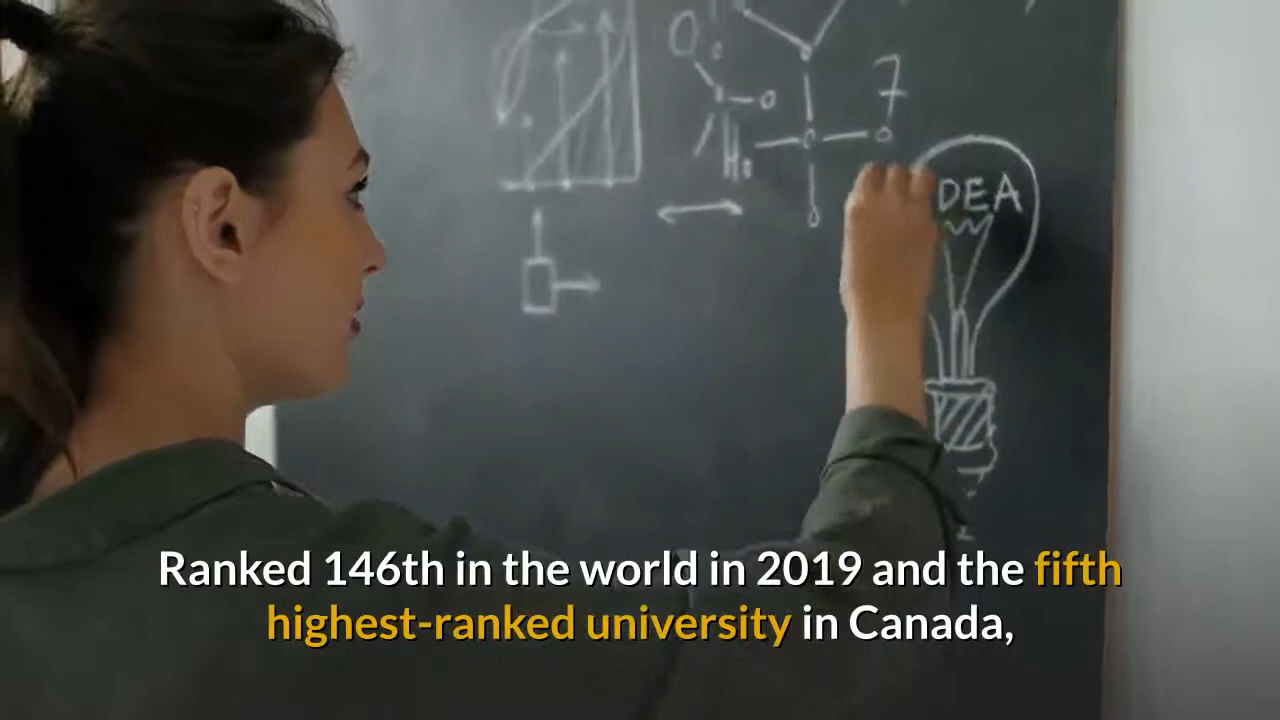 7
IDEA
Ranked 146th in the world in 2019 and the fifth
highest-ranked university in Canada,